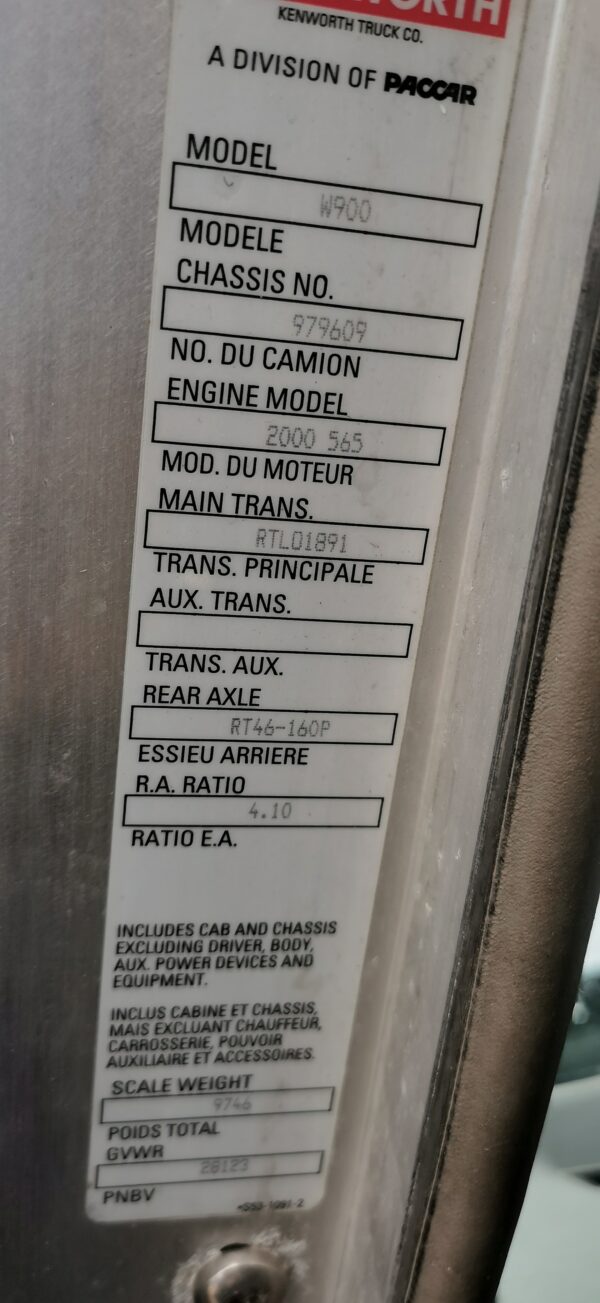 WORTH
KENWORTH TRUCK CO.
A DIVISION OF PACCAR
MODEL
W900
MODELE
CHASSIS NO.
979609
NO. DU CAMION
ENGINE MODEL
2000 565
MOD. DU MOTEUR
MAIN TRANS.
RTLO1891
TRANS. PRINCIPALE
AUX. TRANS.
TRANS. AUX.
REAR AXLE
RT46-160P
ESSIEU ARRIERE
R.A. RATIO
4.10
RATIO E.A.
INCLUDES CAB AND CHASSIS
EXCLUDING DRIVER, BODY,
AUX. POWER DEVICES AND
EQUIPMENT.
INCLUS CABINE ET CHASSIS,
MAIS EXCLUANT CHAUFFEUR,
CARROSSERIE, POUVOIR
AUXILIAIRE ET ACCESSOIRES.
SCALE WEIGHT
9746
POIDS TOTAL
GVWR
28123
PNBV